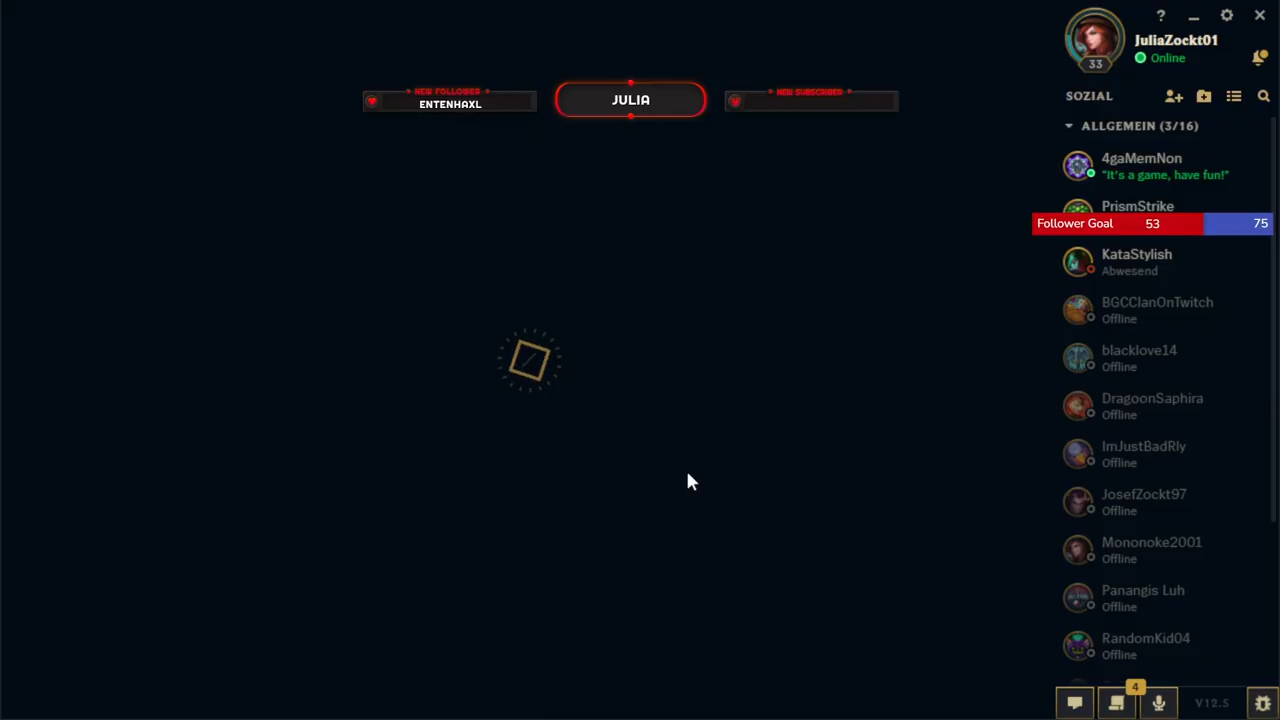 ?
JuliaZockt01
33
Online
NEW FOLLOWER
ENTENHAXL
JULIA
NEW SUBSCRIBER
SOZIAL
ALLGEMEIN (3/16)
4gaMemNon
"It's a game, have fun!"
PrismStrike
Follower Goal 53 75
KataStylish
Abwesend
BGCClanOnTwitch
Offline
blacklove14
Offline
DragoonSaphira
Offline
ImJustBadRly
Offline
JosefZockt97
Offline
Mononoke2001
Offline
Panangis Luh
Offline
RandomKid04
Offline
4
V12.5